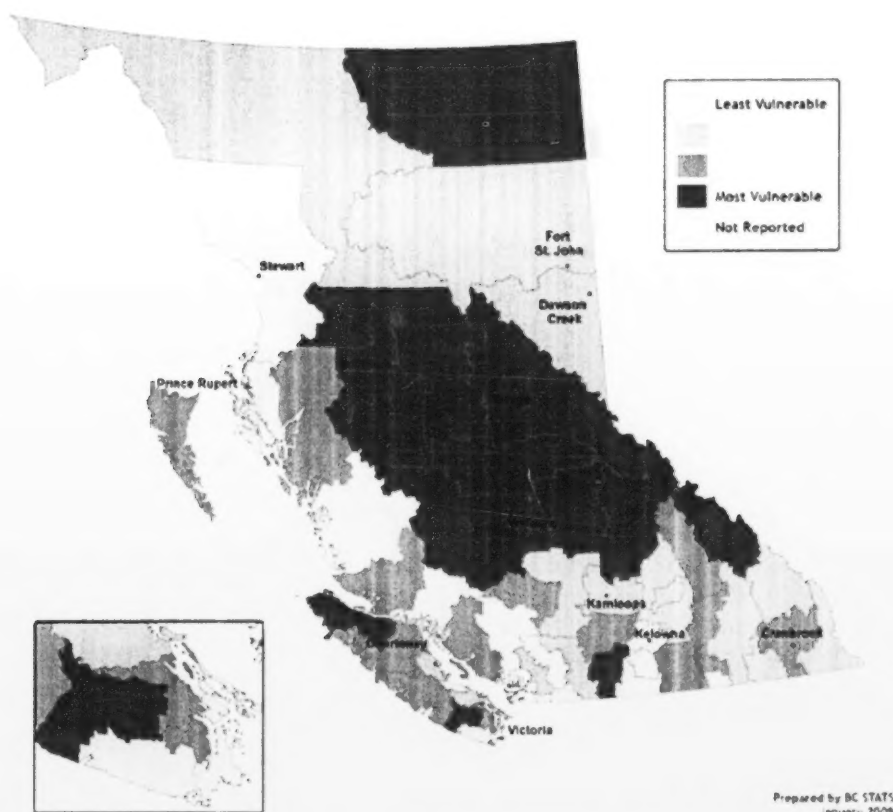 Least Vulnerable
Most Vulnerable
Not Reported
Fort
St. John
Stewart
Dawson
Creek
Prince Rupert
Kamloops
Courtenay
Kelowna
Cranbrook
Victoria
Prepared by BC STATS